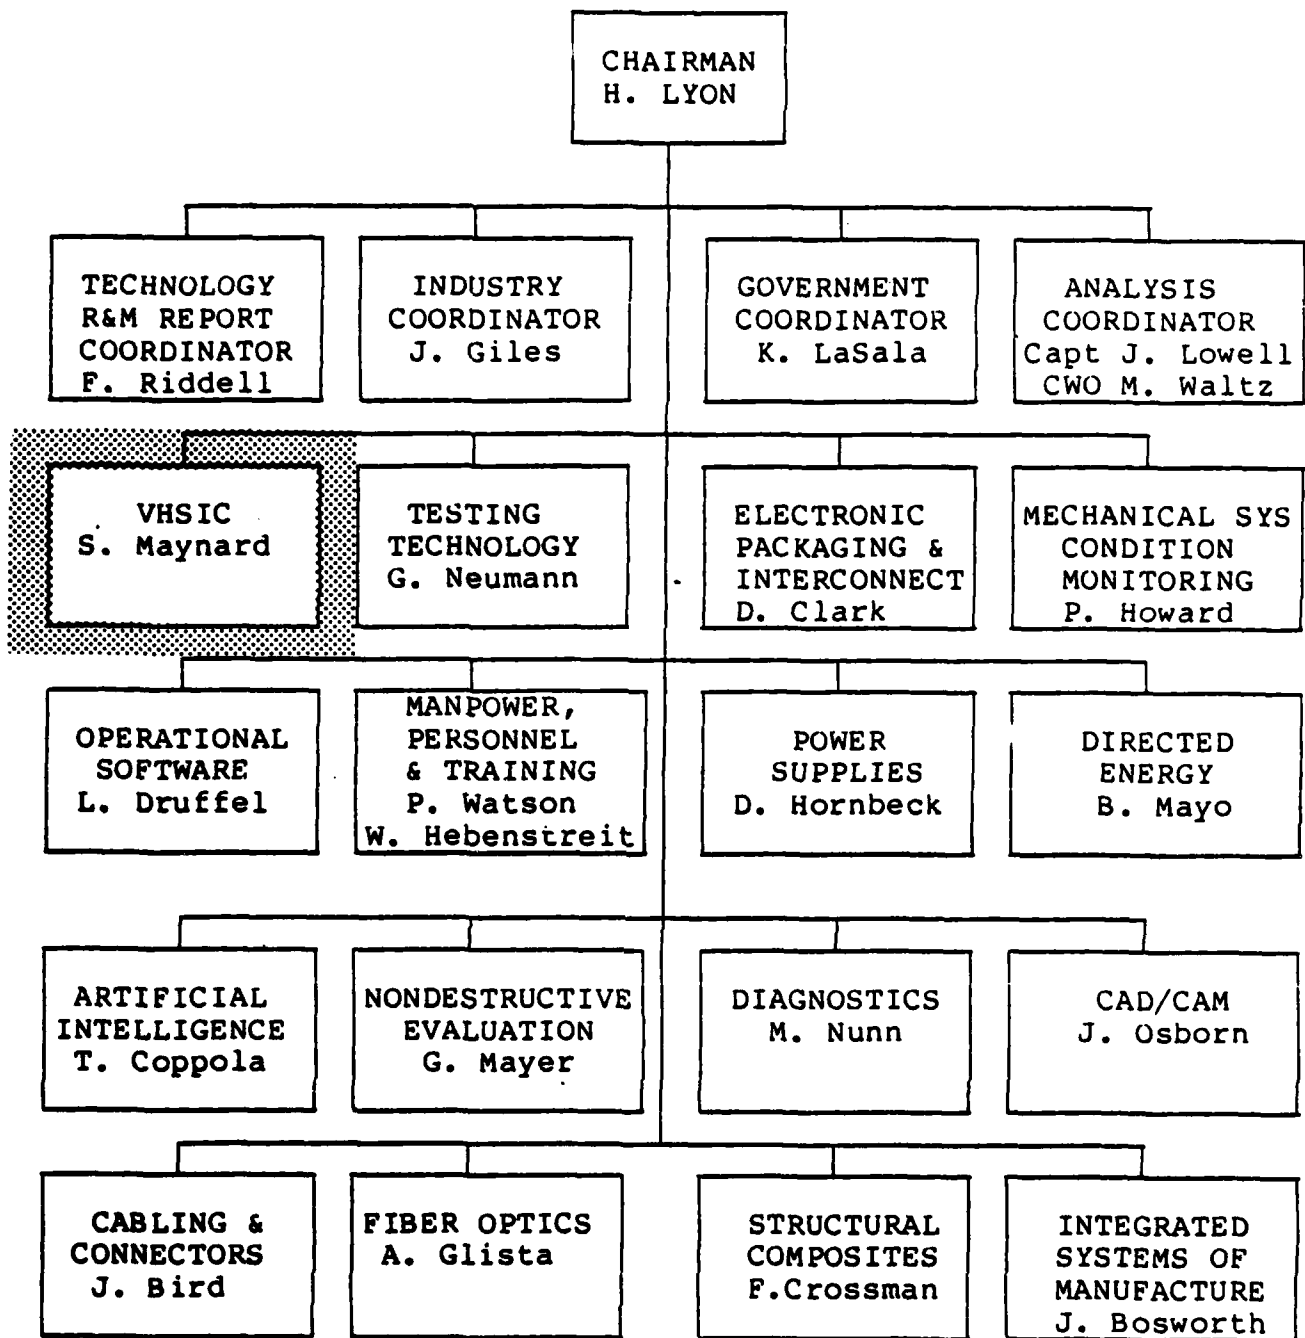 CHAIRMAN
H. LYON
TECHNOLOGY
R&M REPORT
COORDINATOR
F. Riddell
INDUSTRY
COORDINATOR
J. Giles
GOVERNMENT
COORDINATOR
K. LaSala
ANALYSIS
COORDINATOR
Capt J. Lowell
CWO M. Waltz
VHSIC
S. Maynard
TESTING
TECHNOLOGY
G. Neumann
ELECTRONIC
PACKAGING &
INTERCONNECT
D. Clark
MECHANICAL SYS
CONDITION
MONITORING
P. Howard
OPERATIONAL
SOFTWARE
L. Druffel
MANPOWER,
PERSONNEL
& TRAINING
P. Watson
W. Hebenstreit
POWER
SUPPLIES
D. Hornbeck
DIRECTED
ENERGY
B. Mayo
ARTIFICIAL
INTELLIGENCE
T. Coppola
NONDESTRUCTIVE
EVALUATION
G. Mayer
DIAGNOSTICS
M. Nunn
CAD/CAM
J. Osborn
CABLING &
CONNECTORS
J. Bird
FIBER OPTICS
A. Glista
STRUCTURAL
COMPOSITES
F.Crossman
INTEGRATED
SYSTEMS OF
MANUFACTURE
J. Bosworth